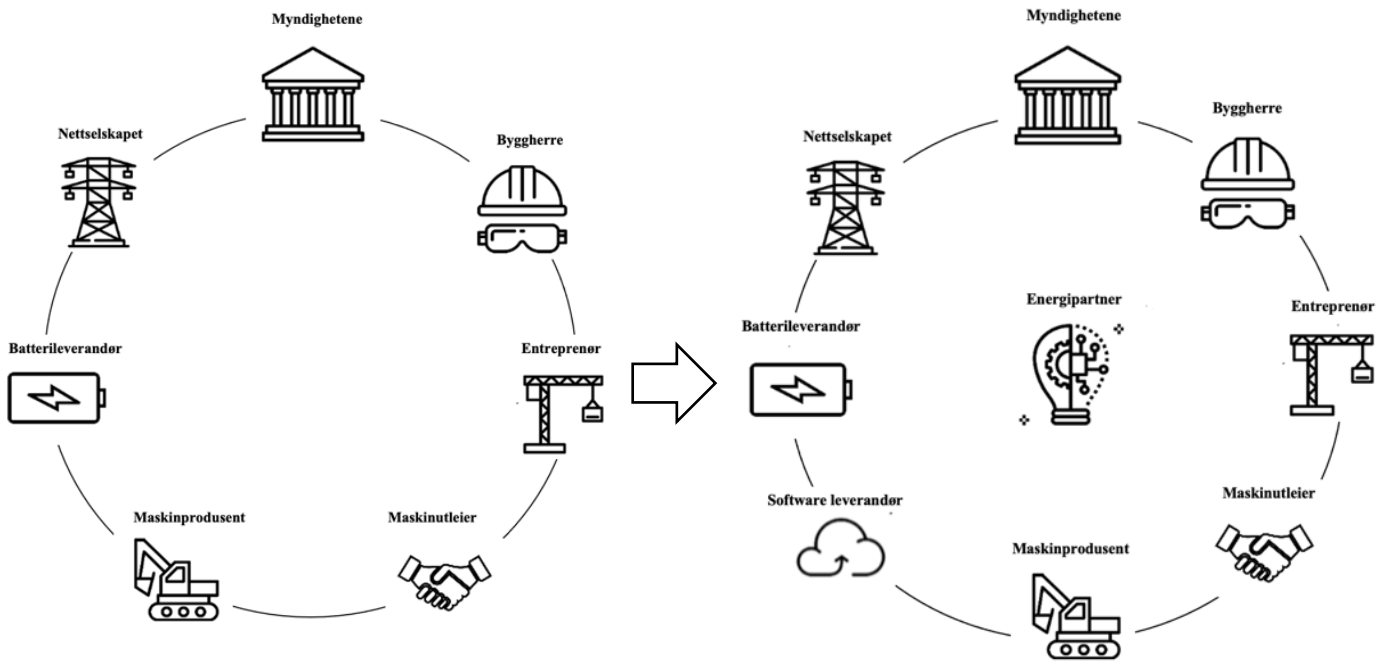 Myndighetene
Nettselskapet
Byggherre
Batterileverandør
Entreprenør
Maskinprodusent
Maskinutleier
Myndighetene
Byggherre
Nettselskapet
Energipartner
Entreprenør
Batterileverandør
Software leverandør
Maskinutleier
Maskinprodusent